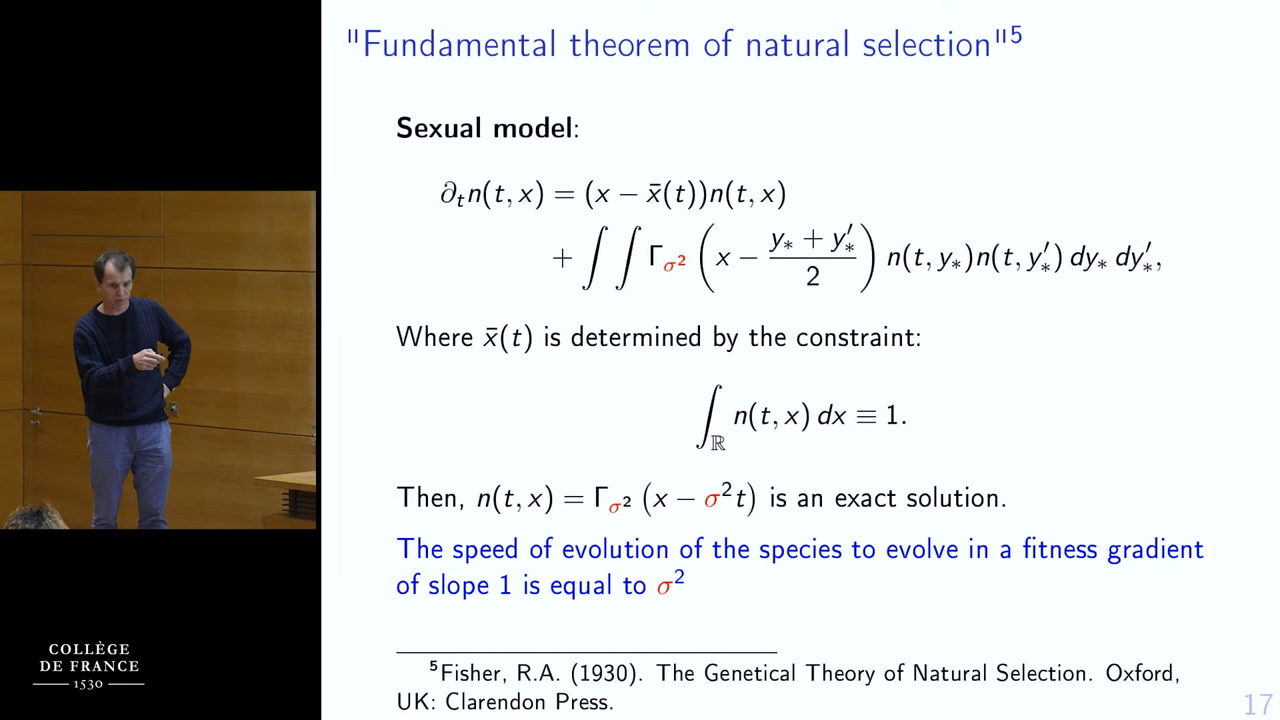 "Fundamental theorem of natural selection"⁵
Sexual model:
∂ₜn(t, x) = (x − x̄(t))n(t, x)
+ ∫ ∫ Γ_σ² (x − (y∗ + y′∗)/2) n(t, y∗)n(t, y′∗) dy∗ dy′∗,
Where x̄(t) is determined by the constraint:
∫_ℝ n(t, x) dx ≡ 1.
Then, n(t, x) = Γ_σ² (x − σ²t) is an exact solution.
The speed of evolution of the species to evolve in a fitness gradient
of slope 1 is equal to σ²
⁵Fisher, R.A. (1930). The Genetical Theory of Natural Selection. Oxford,
UK: Clarendon Press.
17
COLLÈGE
DE FRANCE
1530